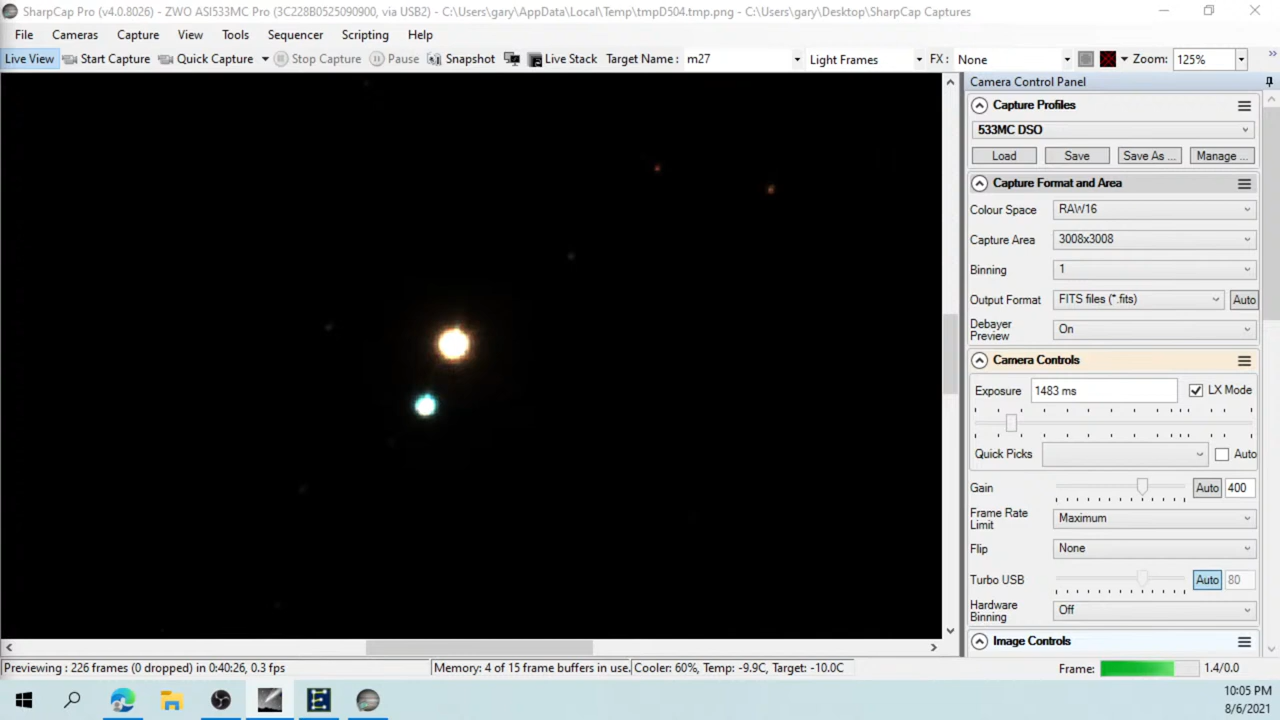 SharpCap Pro (v4.0.8026) - ZWO ASI533MC Pro (3C228B0525090900, via USB2) - C:\Users\gary\AppData\Local\Temp\tmpD504.tmp.png - C:\Users\gary\Desktop\SharpCap Captures
File Cameras Capture View Tools Sequencer Scripting Help
Live View Start Capture Quick Capture Stop Capture Pause Snapshot Live Stack Target Name : m27 Light Frames FX : None Zoom: 125%
Camera Control Panel
Capture Profiles
533MC DSO
Load Save Save As ... Manage ...
Capture Format and Area
Colour Space RAW16
Capture Area 3008x3008
Binning 1
Output Format FITS files (*.fits) Auto
Debayer
Preview On
Camera Controls
Exposure 1483 ms LX Mode
Quick Picks Auto
Gain Auto 400
Frame Rate
Limit Maximum
Flip None
Turbo USB Auto 80
Hardware
Binning Off
Image Controls
Previewing : 226 frames (0 dropped) in 0:40:26, 0.3 fps Memory: 4 of 15 frame buffers in use. Cooler: 60%, Temp: -9.9C, Target: -10.0C Frame: 1.4/0.0
10:05 PM
8/6/2021